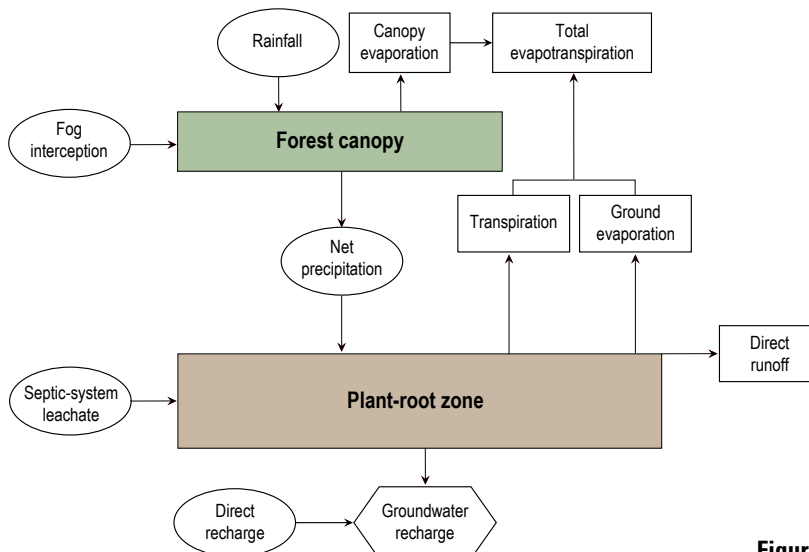 Rainfall
Canopy
evaporation
Total
evapotranspiration
Fog
interception
Forest canopy
Transpiration
Ground
evaporation
Net
precipitation
Direct
runoff
Septic-system
leachate
Plant-root zone
Direct
recharge
Groundwater
recharge